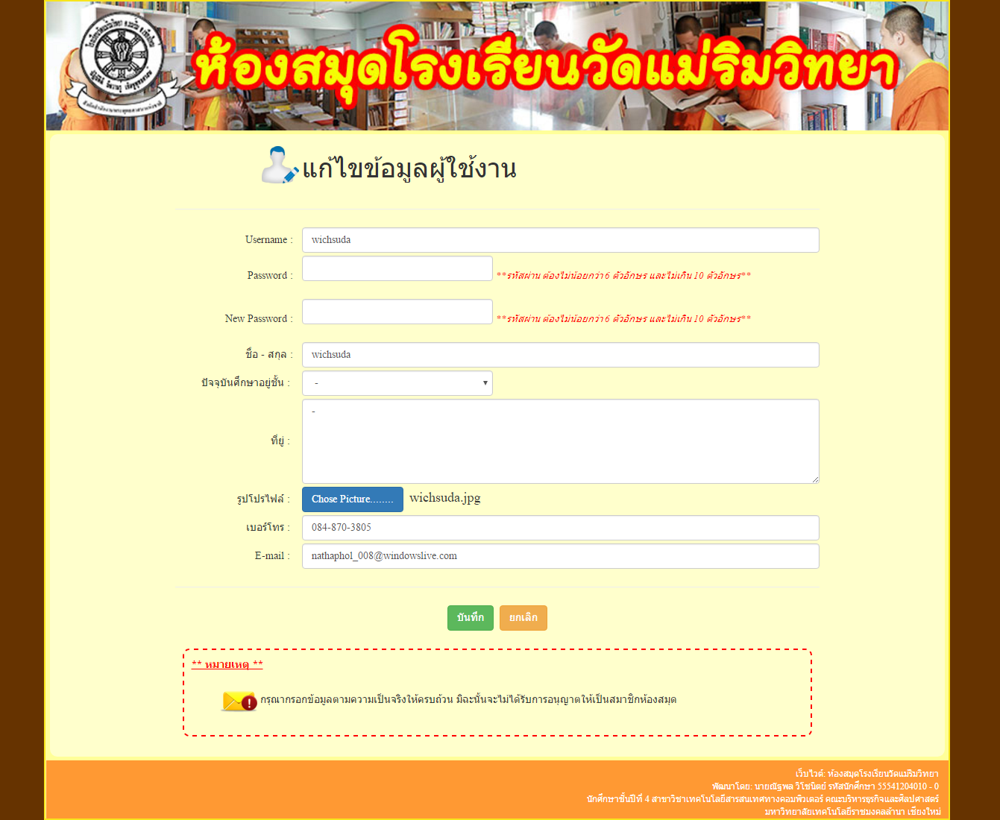 ห้องสมุดโรงเรียนวัดแม่ริมวิทยา
แก้ไขข้อมูลผู้ใช้งาน
Username : wichsuda
Password : **รหัสผ่าน ต้องไม่น้อยกว่า 6 ตัวอักษร และไม่เกิน 10 ตัวอักษร**
New Password : **รหัสผ่าน ต้องไม่น้อยกว่า 6 ตัวอักษร และไม่เกิน 10 ตัวอักษร**
ชื่อ - สกุล : wichsuda
ปัจจุบันศึกษาอยู่ชั้น : -
ที่ยู่ : -
รูปโปรไฟล์ : Chose Picture........ wichsuda.jpg
เบอร์โทร : 084-870-3805
E-mail : nathaphol_008@windowslive.com
บันทึก ยกเลิก
** หมายเหตุ **
กรุณากรอกข้อมูลตามความเป็นจริงให้ครบถ้วน มิฉะนั้นจะไม่ได้รับการอนุญาตให้เป็นสมาชิกห้องสมุด
เว็บไวต์: ห้องสมุดโรงเรียนวัดแม่ริมวิทยา
พัฒนาโดย: นายณัฐพล วิโชนิตย์ รหัสนักศึกษา 55541204010 - 0
นักศึกษาชั้นปีที่ 4 สาขาวิชาเทคโนโลยีสารสนเทศทางคอมพิวเตอร์ คณะบริหารธุรกิจและศิลปศาสตร์
มหาวิทยาลัยเทคโนโลยีราชมงคลล้านา เชียงใหม่